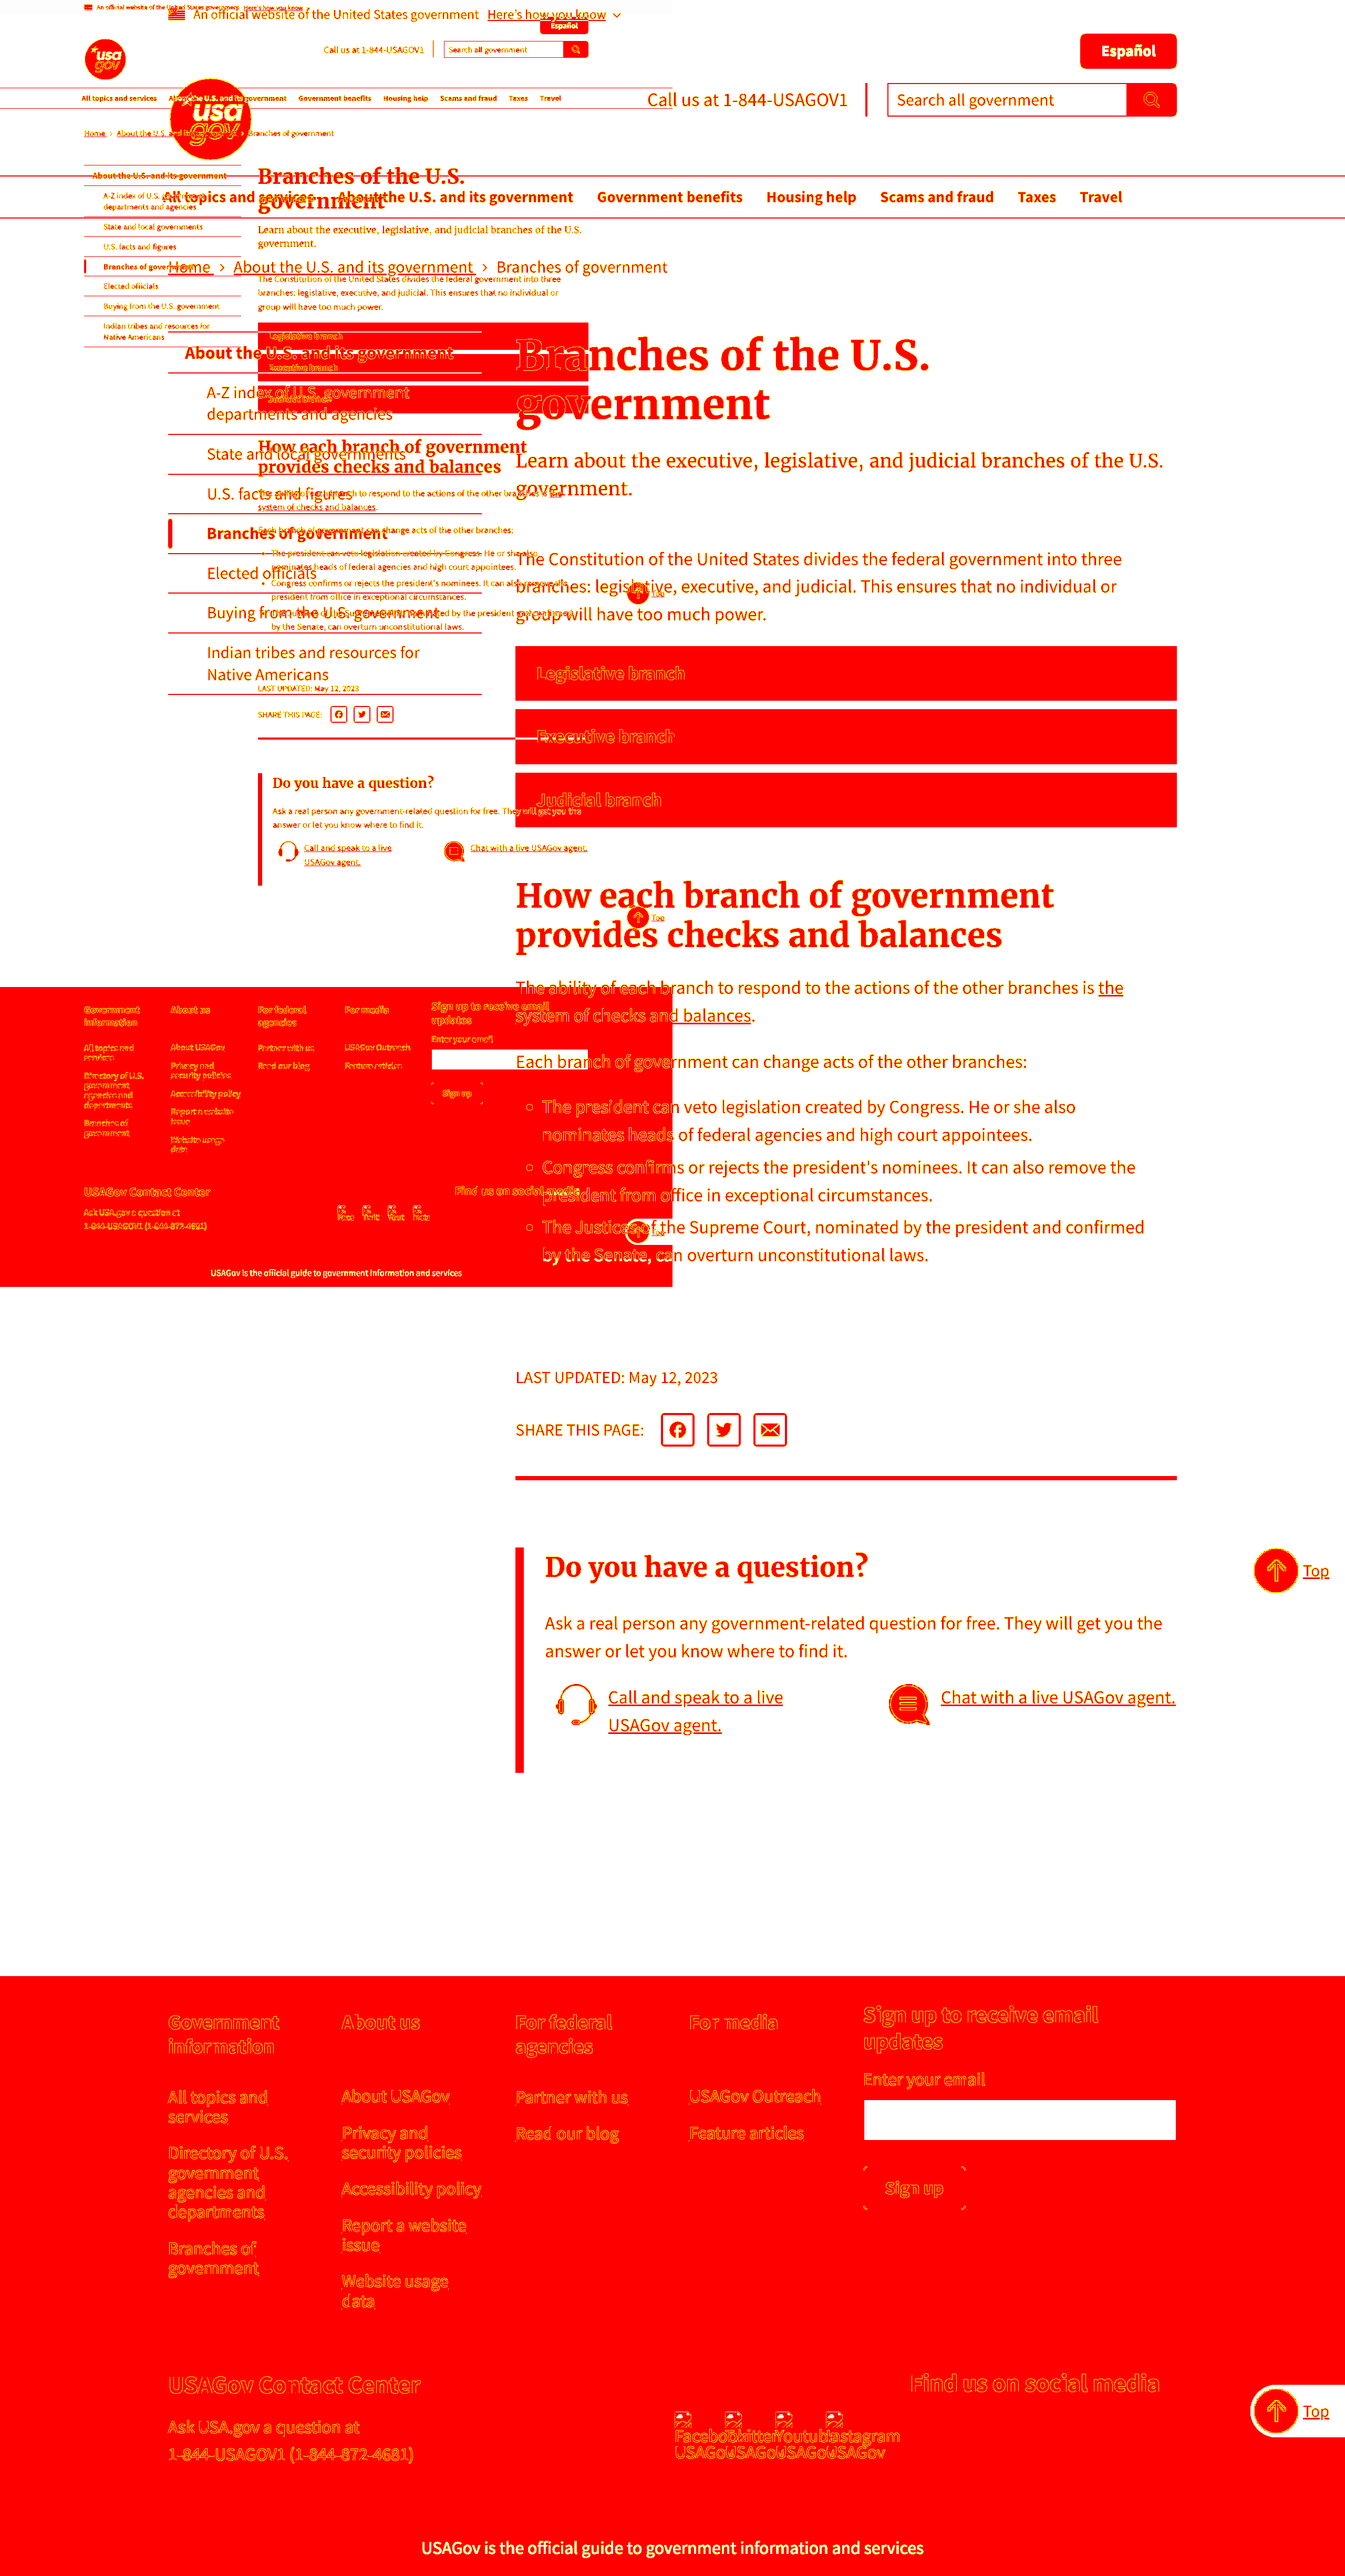 An official website of the United States government Here's how you know
Español
Call us at 1-844-USAGOV1
Search all government
usa
gov
All topics and services About the U.S. and its government Government benefits Housing help Scams and fraud Taxes Travel
Home > About the U.S. and its government > Branches of government
About the U.S. and its government
A-Z index of U.S. government
departments and agencies
State and local governments
U.S. facts and figures
Branches of government
Elected officials
Buying from the U.S. government
Indian tribes and resources for
Native Americans
Branches of the U.S.
government
Learn about the executive, legislative, and judicial branches of the U.S.
government.
The Constitution of the United States divides the federal government into three
branches: legislative, executive, and judicial. This ensures that no individual or
group will have too much power.
Legislative branch
Executive branch
Judicial branch
How each branch of government
provides checks and balances
The ability of each branch to respond to the actions of the other branches is the
system of checks and balances.
Each branch of government can change acts of the other branches:
The president can veto legislation created by Congress. He or she also
nominates heads of federal agencies and high court appointees.
Congress confirms or rejects the president's nominees. It can also remove the
president from office in exceptional circumstances.
The Justices of the Supreme Court, nominated by the president and confirmed
by the Senate, can overturn unconstitutional laws.
LAST UPDATED: May 12, 2023
SHARE THIS PAGE:
Do you have a question?
Ask a real person any government-related question for free. They will get you the
answer or let you know where to find it.
Call and speak to a live
USAGov agent.
Chat with a live USAGov agent.
Top
Government
information
All topics and
services
Directory of U.S.
government
agencies and
departments
Branches of
government
About us
About USAGov
Privacy and
security policies
Accessibility policy
Report a website
issue
Website usage
data
For federal
agencies
Partner with us
Read our blog
For media
USAGov Outreach
Feature articles
Sign up to receive email
updates
Enter your email
Sign up
USAGov Contact Center
Ask USA.gov a question at
1-844-USAGOV1 (1-844-872-4681)
Find us on social media
Facebook Twitter Youtube Instagram
USAGov USAGov USAGov USAGov
Top
USAGov is the official guide to government information and services